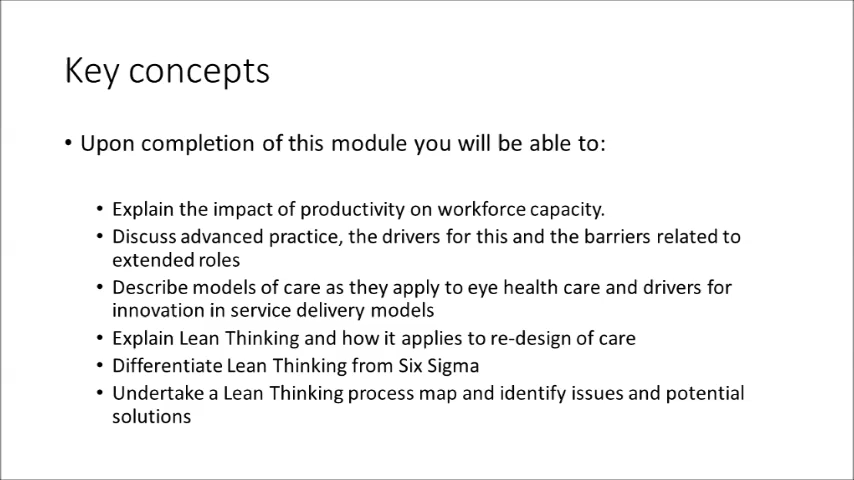 Key concepts
• Upon completion of this module you will be able to:
• Explain the impact of productivity on workforce capacity.
• Discuss advanced practice, the drivers for this and the barriers related to
extended roles
• Describe models of care as they apply to eye health care and drivers for
innovation in service delivery models
• Explain Lean Thinking and how it applies to re-design of care
• Differentiate Lean Thinking from Six Sigma
• Undertake a Lean Thinking process map and identify issues and potential
solutions